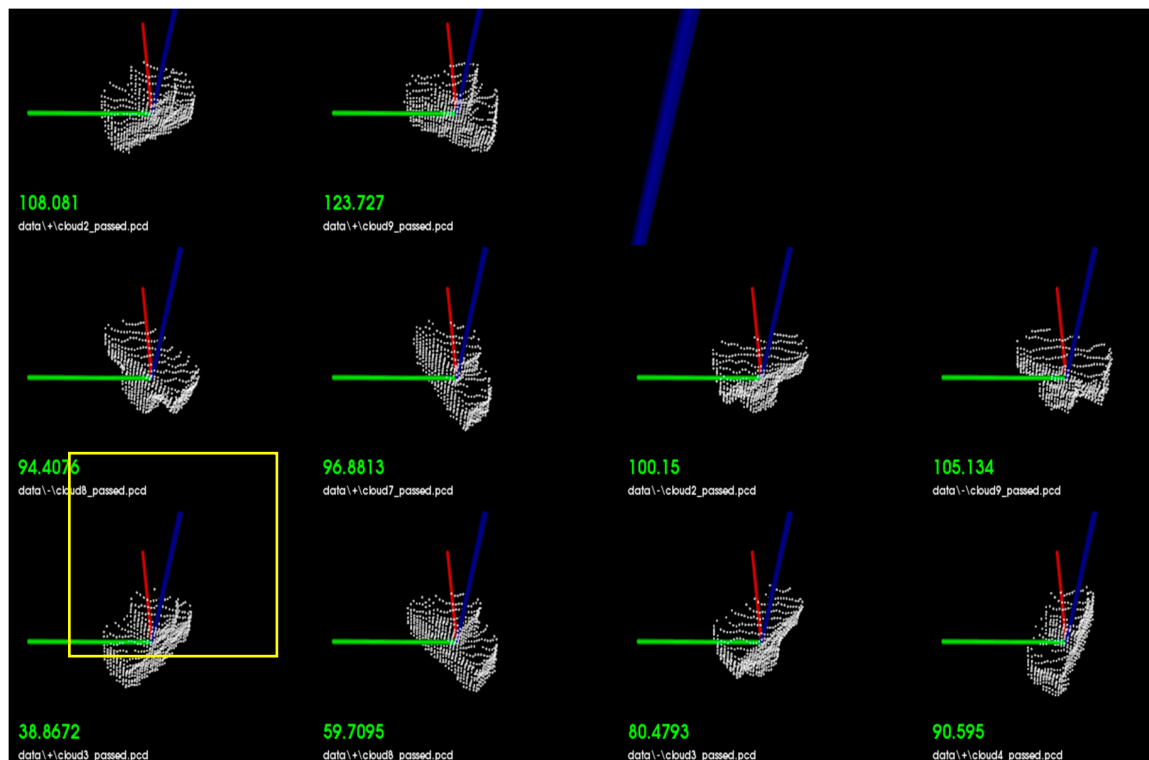 108.081
data\+\cloud2_passed.pcd
123.727
data\+\cloud9_passed.pcd
94.4076
data\-\cloud8_passed.pcd
96.8813
data\+\cloud7_passed.pcd
100.15
data\-\cloud2_passed.pcd
105.134
data\-\cloud9_passed.pcd
38.8672
data\+\cloud3_passed.pcd
59.7095
data\+\cloud8_passed.pcd
80.4793
data\-\cloud3_passed.pcd
90.595
data\+\cloud4_passed.pcd